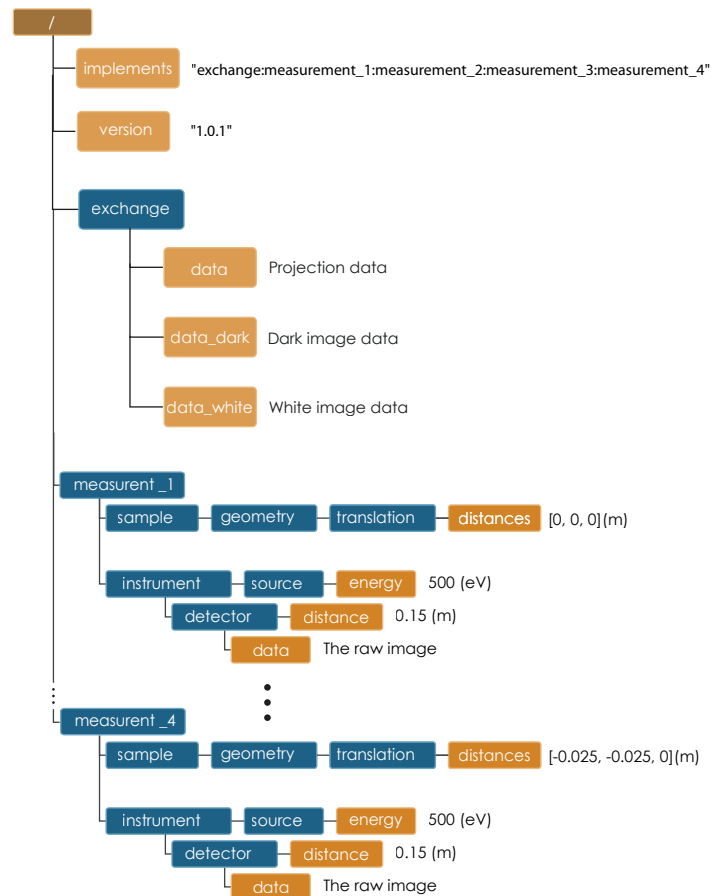 /
implements "exchange:measurement_1:measurement_2:measurement_3:measurement_4"
version "1.0.1"
exchange
data Projection data
data_dark Dark image data
data_white White image data
measurent _1
sample geometry translation distances [0, 0, 0](m)
instrument source energy 500 (eV)
detector distance 0.15 (m)
data The raw image
measurent _4
sample geometry translation distances [-0.025, -0.025, 0](m)
instrument source energy 500 (eV)
detector distance 0.15 (m)
data The raw image